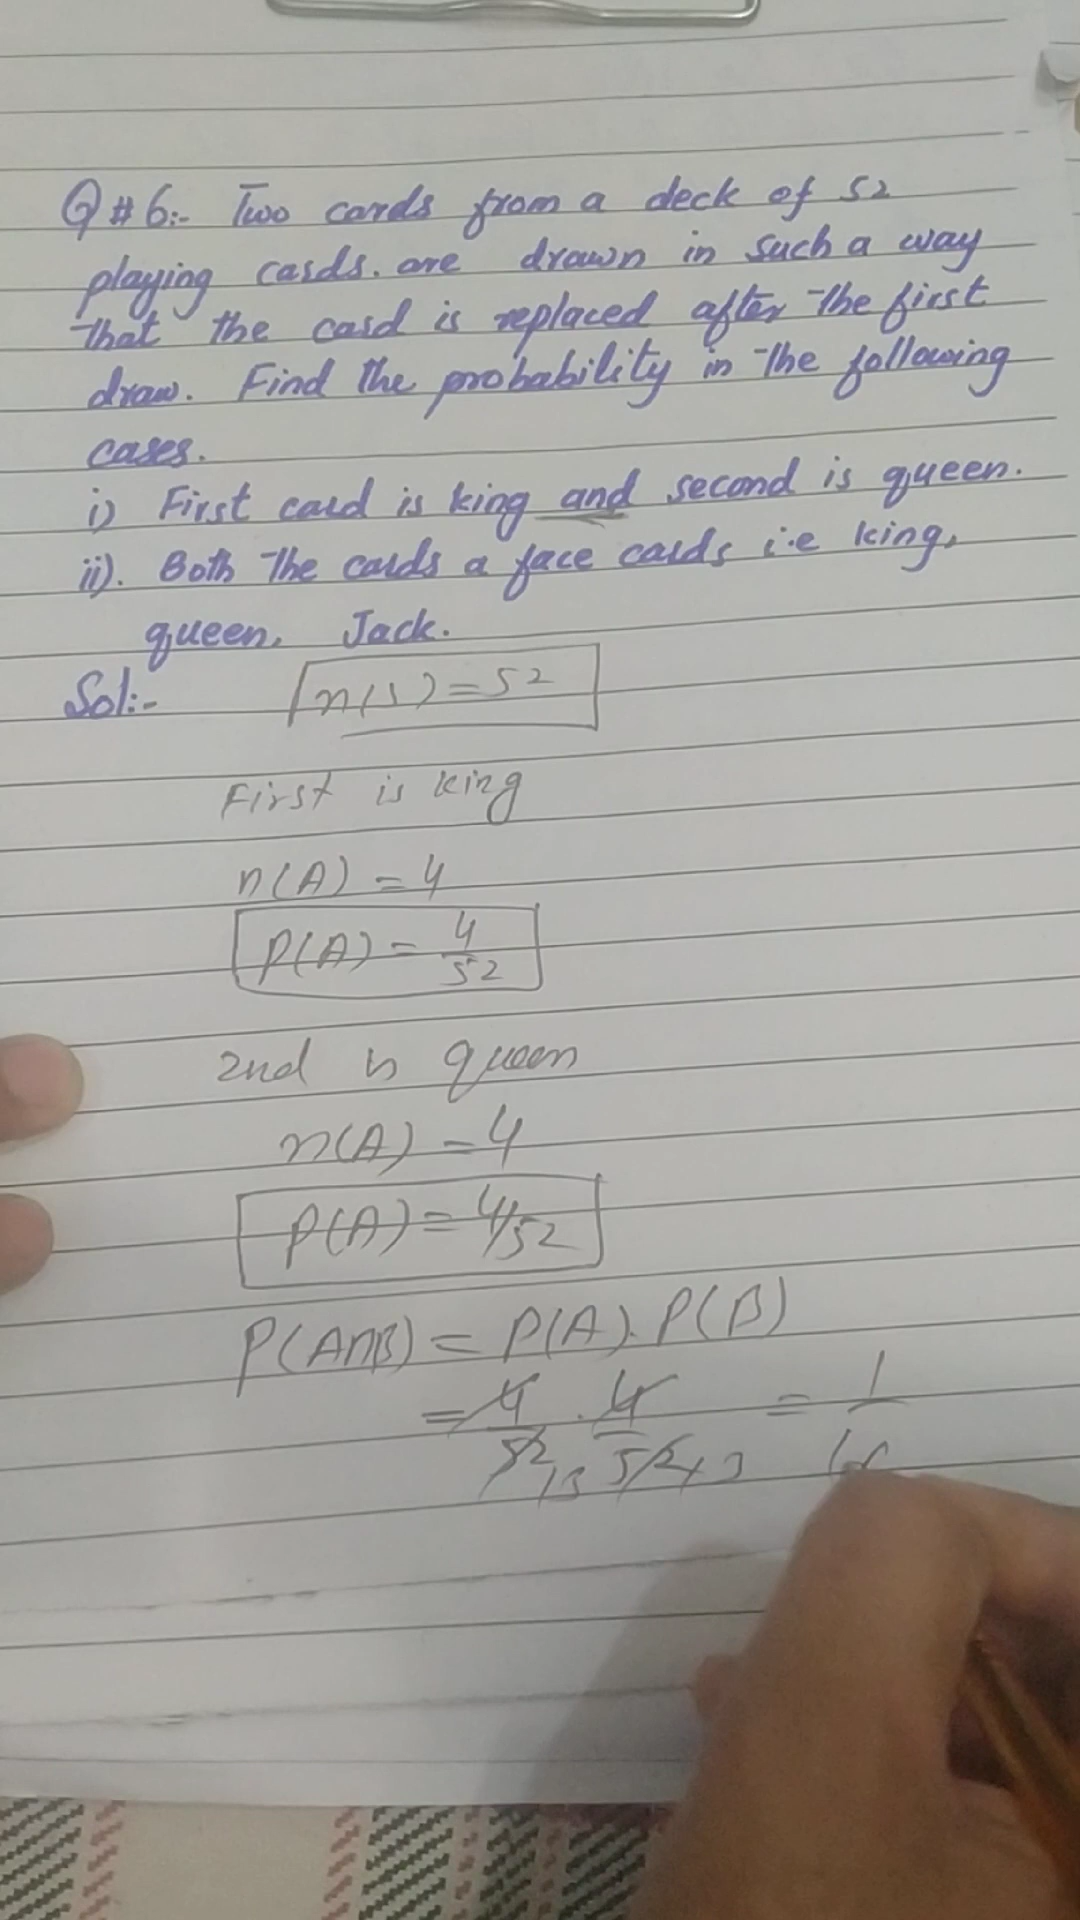 Q # 6:- Two cards from a deck of 52
playing cards. are drawn in such a way
that the card is replaced after the first
draw. Find the probability in the following
cases.
i) First card is king and second is queen.
ii). Both the cards a face cards i.e king,
queen, Jack.
Sol:- n(S) = 52
First is king
n(A) = 4
P(A) = 4/52
2nd is queen
n(A) = 4
P(A) = 4/52
P(A∩B) = P(A). P(B)
= 4/52 13 . 4/52 13 = 1/16